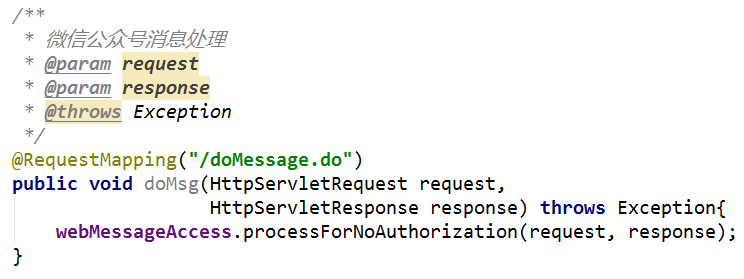 /**
 * 微信公众号消息处理
 * @param request
 * @param response
 * @throws Exception
 */
@RequestMapping("/doMessage.do")
public void doMsg(HttpServletRequest request,
                  HttpServletResponse response) throws Exception{
    webMessageAccess.processForNoAuthorization(request, response);
}